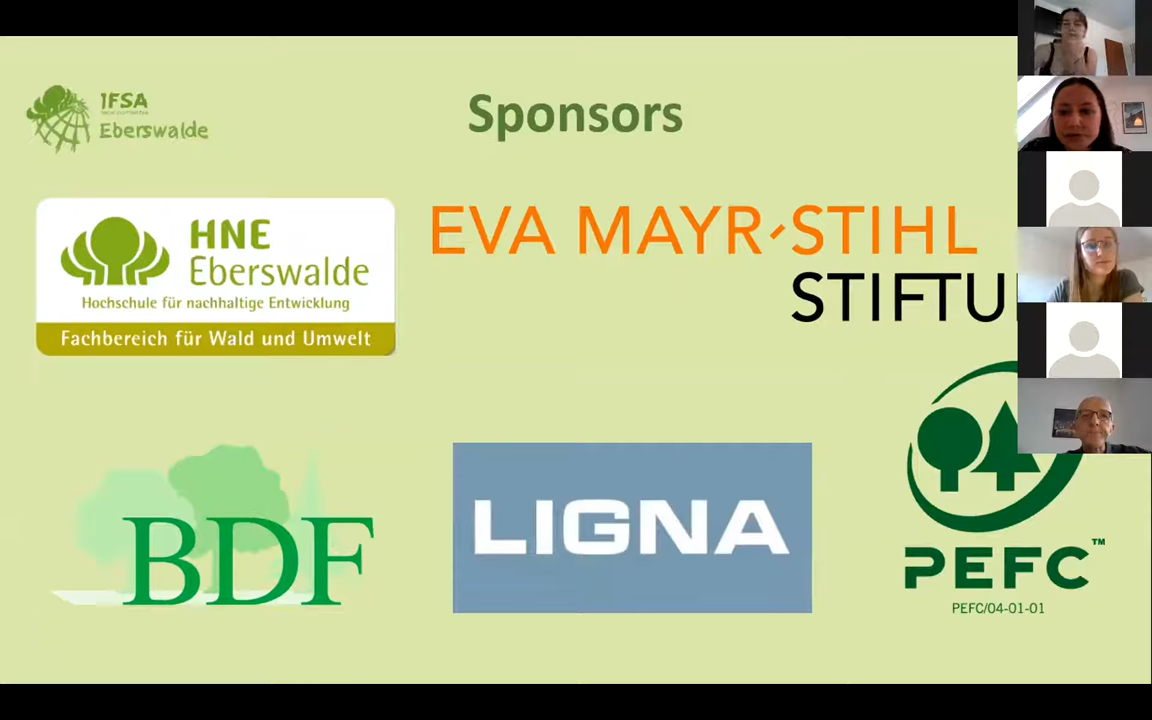 IFSA
Eberswalde
Sponsors
HNE
Eberswalde
Hochschule für nachhaltige Entwicklung
Fachbereich für Wald und Umwelt
EVA MAYR-STIHL
STIFTU
BDF
LIGNA
PEFC™
PEFC/04-01-01